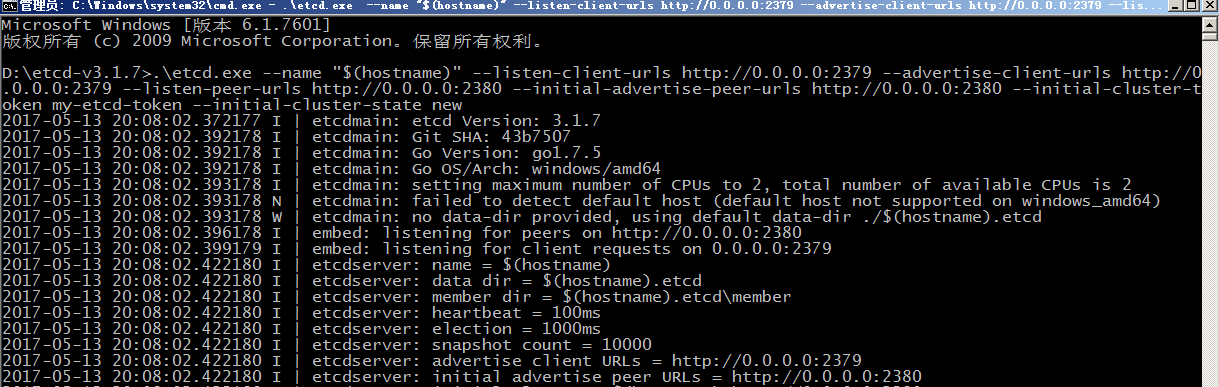 管理员: C:\Windows\system32\cmd.exe - .\etcd.exe --name "$(hostname)" --listen-client-urls http://0.0.0.0:2379 --advertise-client-urls http://0.0.0.0:2379 --lis...
Microsoft Windows [版本 6.1.7601]
版权所有 (c) 2009 Microsoft Corporation。保留所有权利。
D:\etcd-v3.1.7>.\etcd.exe --name "$(hostname)" --listen-client-urls http://0.0.0.0:2379 --advertise-client-urls http://0
.0.0.0:2379 --listen-peer-urls http://0.0.0.0:2380 --initial-advertise-peer-urls http://0.0.0.0:2380 --initial-cluster-t
oken my-etcd-token --initial-cluster-state new
2017-05-13 20:08:02.372177 I | etcdmain: etcd Version: 3.1.7
2017-05-13 20:08:02.392178 I | etcdmain: Git SHA: 43b7507
2017-05-13 20:08:02.392178 I | etcdmain: Go Version: go1.7.5
2017-05-13 20:08:02.392178 I | etcdmain: Go OS/Arch: windows/amd64
2017-05-13 20:08:02.393178 I | etcdmain: setting maximum number of CPUs to 2, total number of available CPUs is 2
2017-05-13 20:08:02.393178 N | etcdmain: failed to detect default host (default host not supported on windows_amd64)
2017-05-13 20:08:02.393178 W | etcdmain: no data-dir provided, using default data-dir ./$(hostname).etcd
2017-05-13 20:08:02.396178 I | embed: listening for peers on http://0.0.0.0:2380
2017-05-13 20:08:02.399179 I | embed: listening for client requests on 0.0.0.0:2379
2017-05-13 20:08:02.422180 I | etcdserver: name = $(hostname)
2017-05-13 20:08:02.422180 I | etcdserver: data dir = $(hostname).etcd
2017-05-13 20:08:02.422180 I | etcdserver: member dir = $(hostname).etcd\member
2017-05-13 20:08:02.422180 I | etcdserver: heartbeat = 100ms
2017-05-13 20:08:02.422180 I | etcdserver: election = 1000ms
2017-05-13 20:08:02.422180 I | etcdserver: snapshot count = 10000
2017-05-13 20:08:02.422180 I | etcdserver: advertise client URLs = http://0.0.0.0:2379
2017-05-13 20:08:02.422180 I | etcdserver: initial advertise peer URLs = http://0.0.0.0:2380